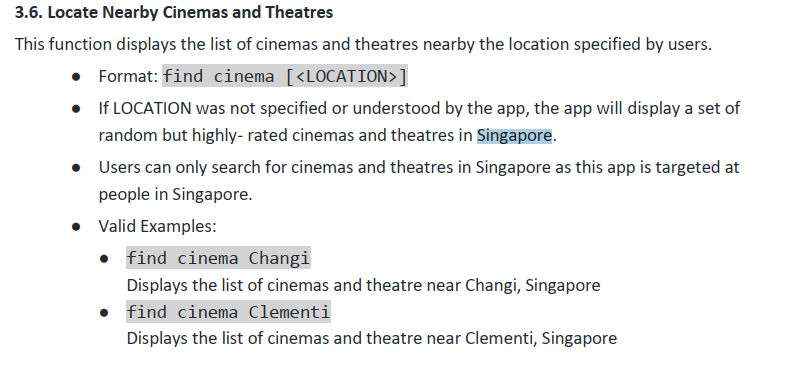 3.6. Locate Nearby Cinemas and Theatres
This function displays the list of cinemas and theatres nearby the location specified by users.
● Format: find cinema [<LOCATION>]
● If LOCATION was not specified or understood by the app, the app will display a set of
random but highly- rated cinemas and theatres in Singapore.
● Users can only search for cinemas and theatres in Singapore as this app is targeted at
people in Singapore.
● Valid Examples:
● find cinema Changi
Displays the list of cinemas and theatre near Changi, Singapore
● find cinema Clementi
Displays the list of cinemas and theatre near Clementi, Singapore